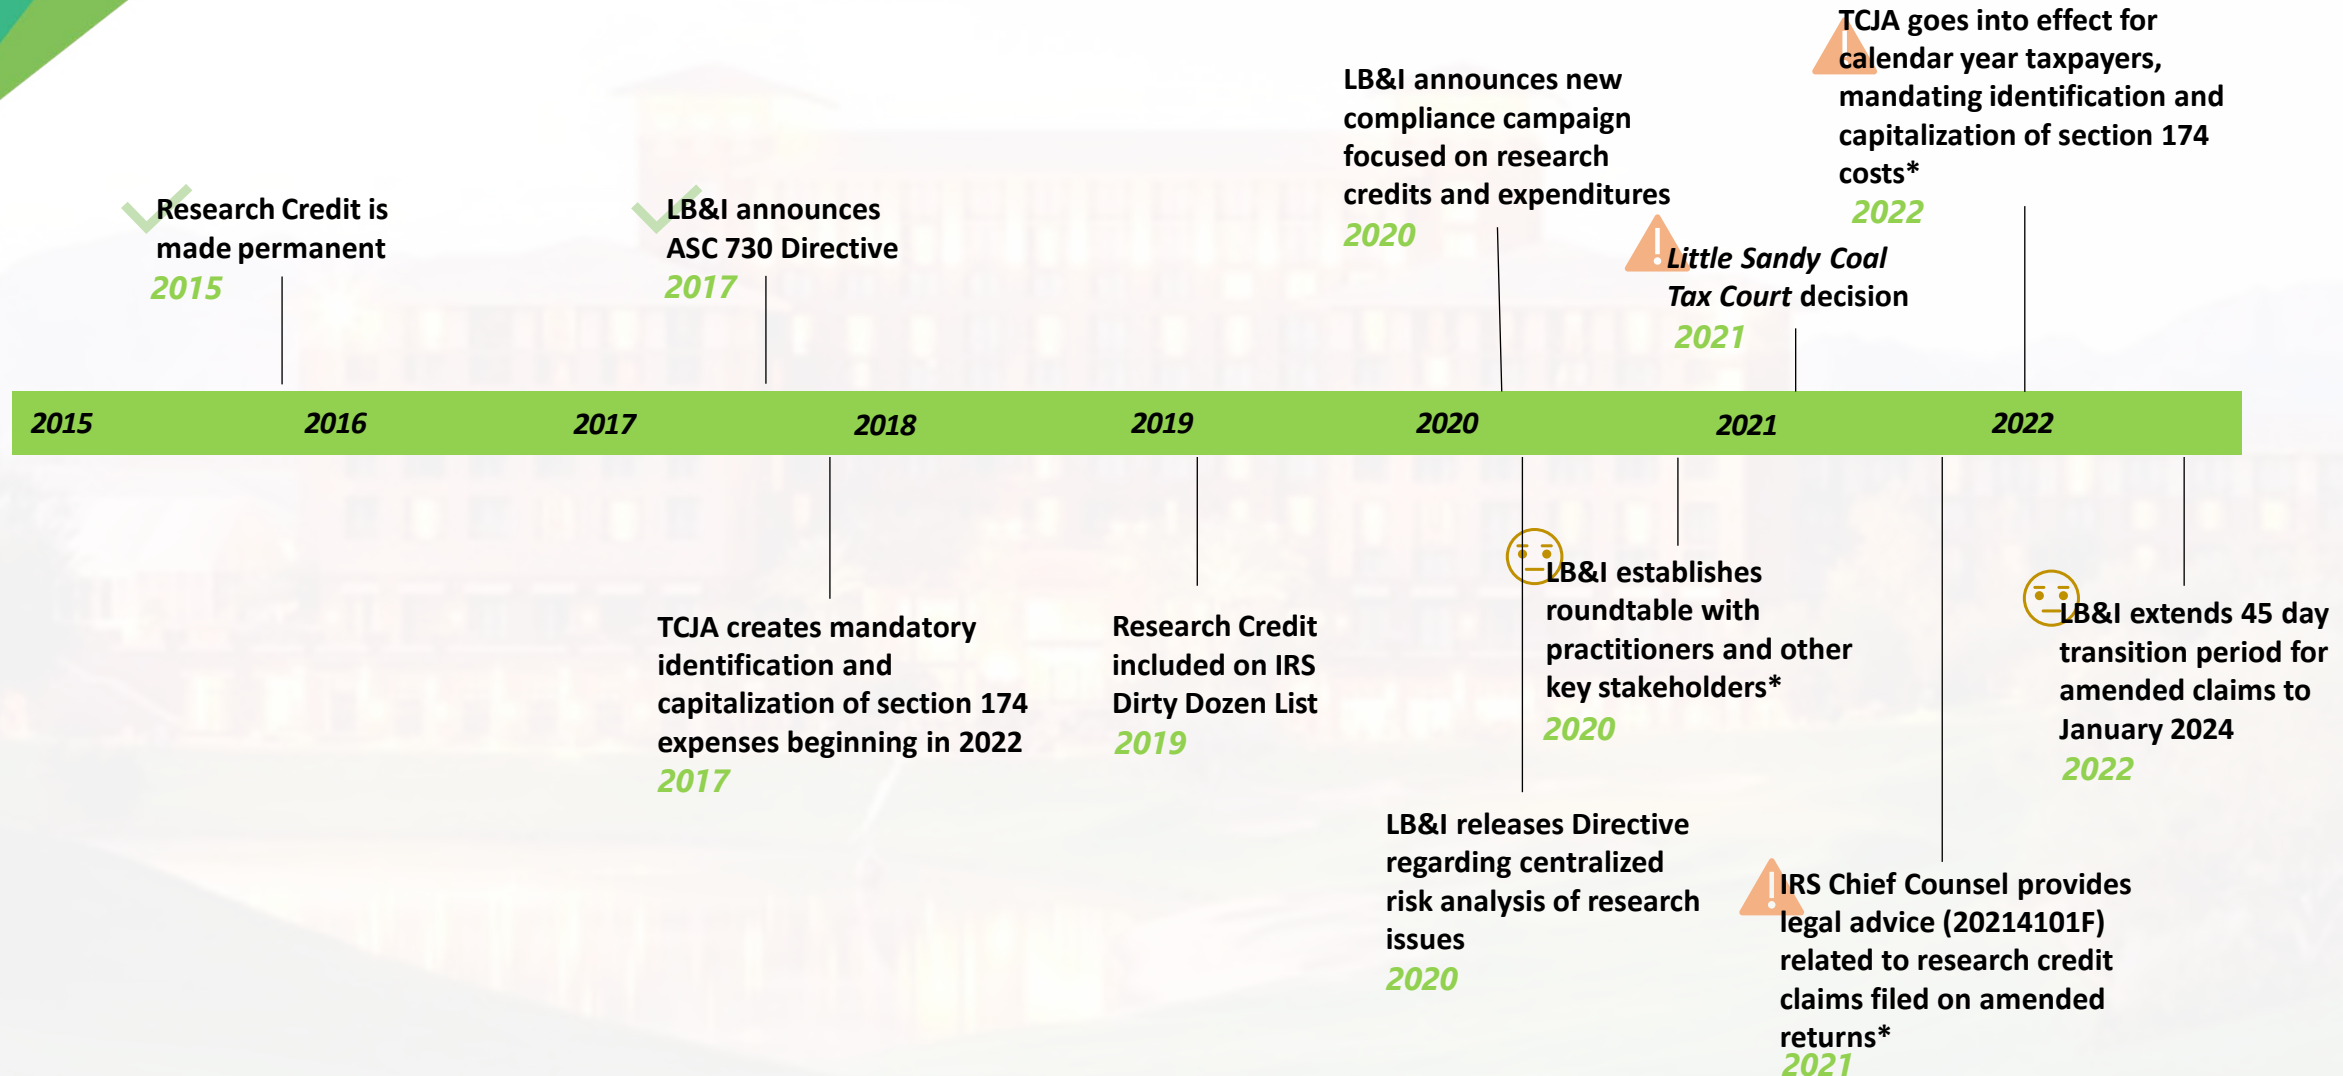 TCJA goes into effect for
calendar year taxpayers,
mandating identification and
capitalization of section 174
costs*
2022
LB&I announces new
compliance campaign
focused on research
credits and expenditures
2020
Research Credit is
made permanent
2015
LB&I announces
ASC 730 Directive
2017
Little Sandy Coal
Tax Court decision
2021
2015 2016 2017 2018 2019 2020 2021 2022
TCJA creates mandatory
identification and
capitalization of section 174
expenses beginning in 2022
2017
Research Credit
included on IRS
Dirty Dozen List
2019
LB&I establishes
roundtable with
practitioners and other
key stakeholders*
2020
LB&I extends 45 day
transition period for
amended claims to
January 2024
2022
LB&I releases Directive
regarding centralized
risk analysis of research
issues
2020
IRS Chief Counsel provides
legal advice (20214101F)
related to research credit
claims filed on amended
returns*
2021